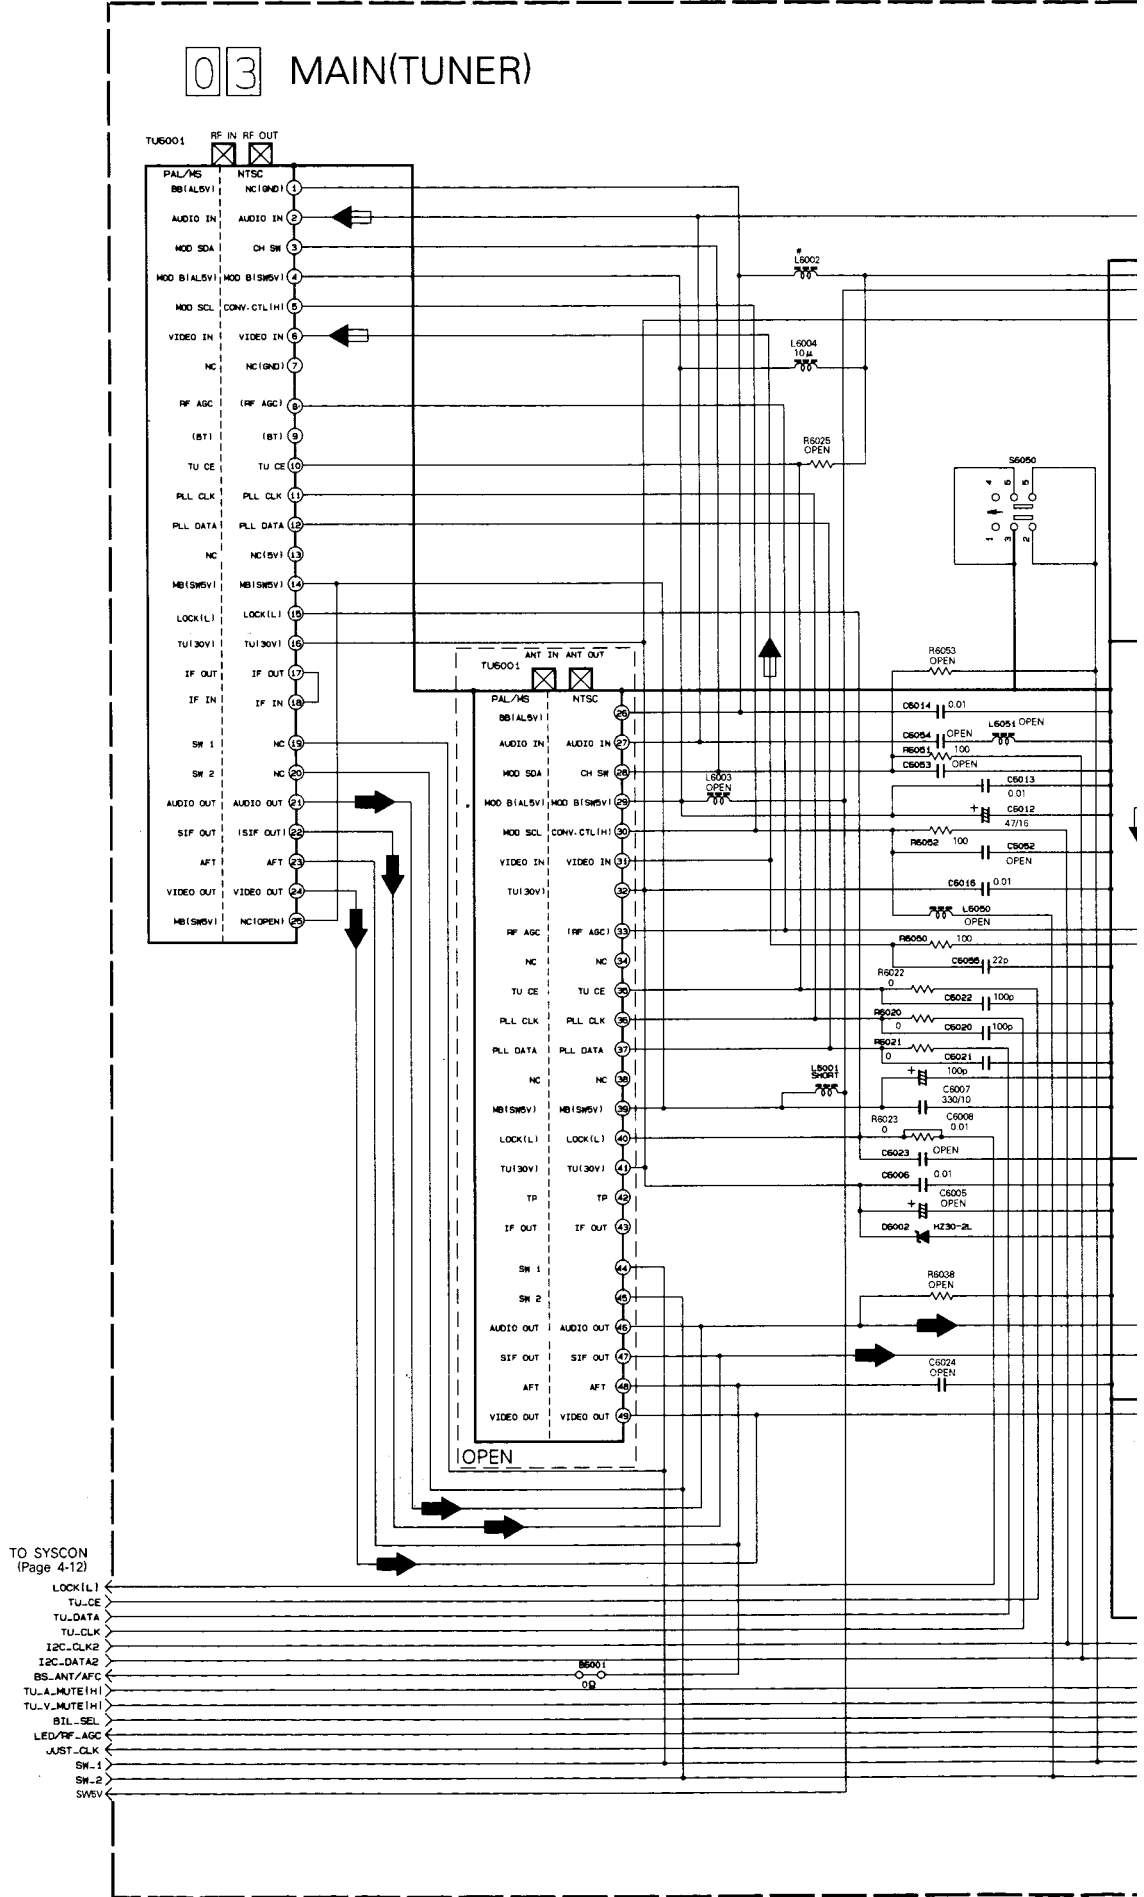 03 MAIN(TUNER)
TU6001
RF IN RF OUT
PAL/MS NTSC
BB(AL5V) NC(GND) 1
AUDIO IN AUDIO IN 2
MOD SDA CH SW 3
MOD B(AL5V) MOD B(SW5V) 4
MOD SCL CONV.CTL(H) 5
VIDEO IN VIDEO IN 6
NC NC(GND) 7
RF AGC (RF AGC) 8
(BT) (BT) 9
TU CE TU CE 10
PLL CLK PLL CLK 11
PLL DATA PLL DATA 12
NC NC(5V) 13
MB(SW5V) MB(SW5V) 14
LOCK(L) LOCK(L) 15
TU(30V) TU(30V) 16
IF OUT IF OUT 17
IF IN IF IN 18
SW 1 NC 19
SW 2 NC 20
AUDIO OUT AUDIO OUT 21
SIF OUT (SIF OUT) 22
AFT AFT 23
VIDEO OUT VIDEO OUT 24
MB(SW5V) NC(OPEN) 25
#
L6002
L6004
10μ
R6025
OPEN
S6050
4 6 5
1 3 2
ANT IN ANT OUT
TU6001
PAL/MS NTSC
BB(AL5V) 26
AUDIO IN AUDIO IN 27
MOD SDA CH SW 28
MOD B(AL5V) MOD B(SW5V) 29
MOD SCL CONV.CTL(H) 30
VIDEO IN VIDEO IN 31
TU(30V) 32
RF AGC (RF AGC) 33
NC NC 34
TU CE TU CE 35
PLL CLK PLL CLK 36
PLL DATA PLL DATA 37
NC NC 38
MB(SW5V) MB(SW5V) 39
LOCK(L) LOCK(L) 40
TU(30V) TU(30V) 41
TP TP 42
IF OUT IF OUT 43
SW 1 44
SW 2 45
AUDIO OUT AUDIO OUT 46
SIF OUT SIF OUT 47
AFT AFT 48
VIDEO OUT VIDEO OUT 49
OPEN
R6053
OPEN
C6014 0.01
L6051 OPEN
C6054 OPEN
R6051 100
C6053 OPEN
L6003
OPEN
C6013
0.01
+ C6012
47/16
R6052 100
C6052
OPEN
C6016 0.01
L6050
OPEN
R6050 100
C6055 22p
R6022
0
C6022 100p
R6020
0
C6020 100p
R6021
0
C6021
100p
L6001
SHORT
+
C6007
330/10
R6023
0
C6008
0.01
C6023 OPEN
C6006 0.01
+ C6005
OPEN
D6002 HZ30-2L
R6038
OPEN
C6024
OPEN
TO SYSCON
(Page 4-12)
LOCK(L)
TU_CE
TU_DATA
TU_CLK
I2C_CLK2
I2C_DATA2
BS_ANT/AFC
B6001
0Ω
TU_A_MUTE(H)
TU_V_MUTE(H)
BIL_SEL
LED/RF_AGC
JUST_CLK
SW_1
SW_2
SW5V